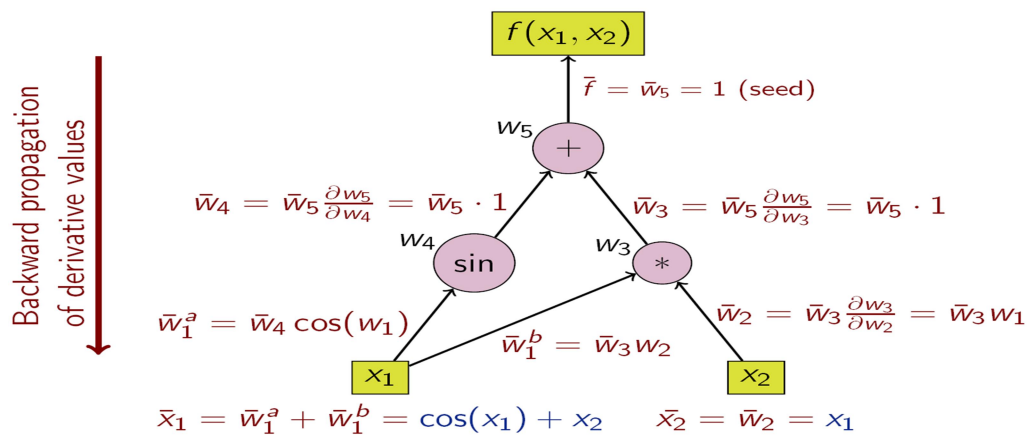 f(x₁, x₂)
f̄ = w̄₅ = 1 (seed)
w₅
+
w̄₄ = w̄₅ ∂w₅/∂w₄ = w̄₅ · 1
w̄₃ = w̄₅ ∂w₅/∂w₃ = w̄₅ · 1
w₄
sin
w₃
*
w̄₁ᵃ = w̄₄ cos(w₁)
w̄₁ᵇ = w̄₃w₂
w̄₂ = w̄₃ ∂w₃/∂w₂ = w̄₃w₁
x₁
x₂
x̄₁ = w̄₁ᵃ + w̄₁ᵇ = cos(x₁) + x₂
x̄₂ = w̄₂ = x₁
Backward propagation
of derivative values